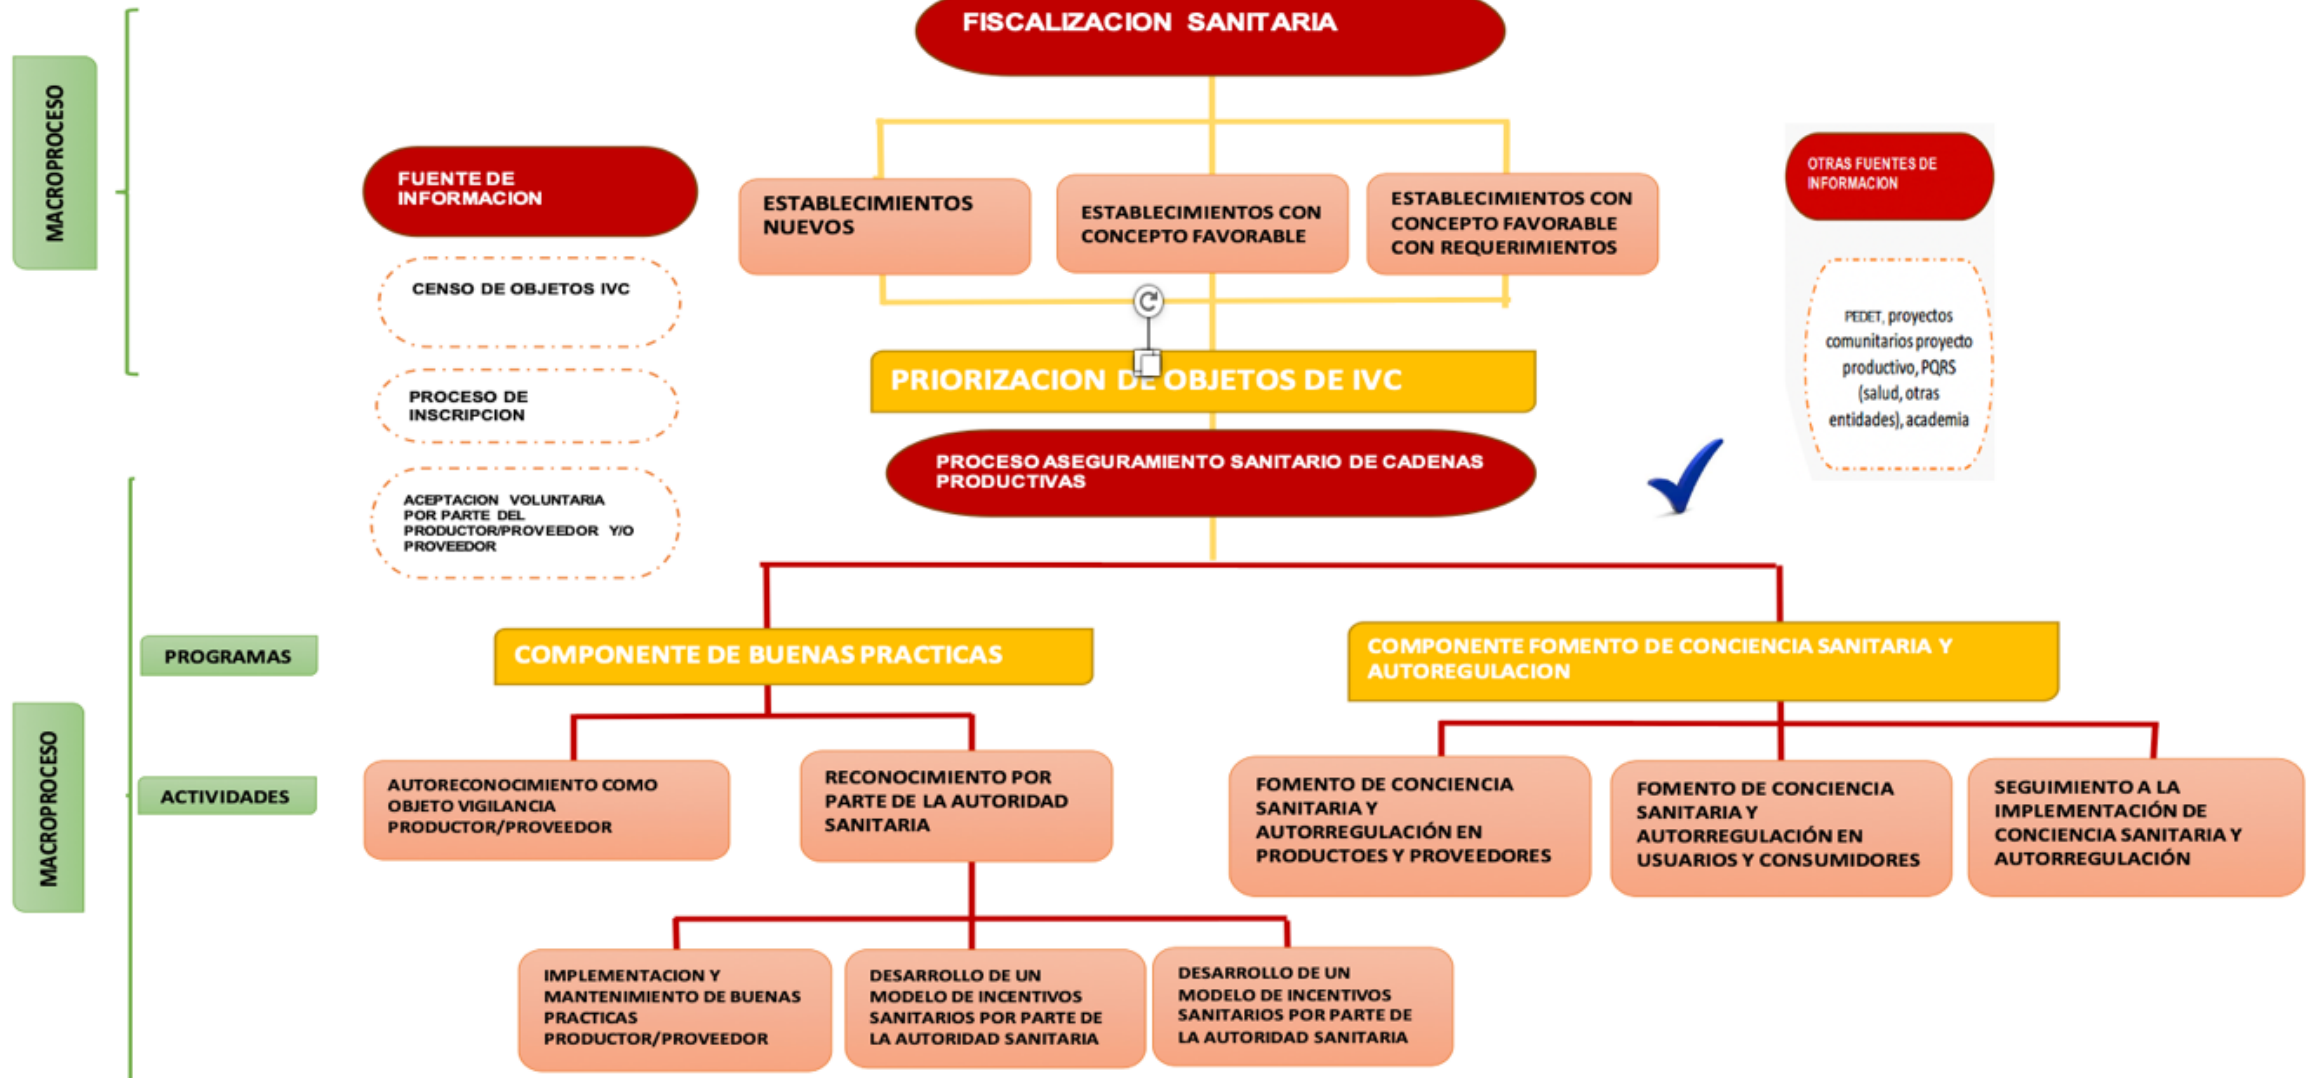 FISCALIZACION SANITARIA
MACROPROCESO
FUENTE DE
INFORMACION
CENSO DE OBJETOS IVC
PROCESO DE
INSCRIPCION
ACEPTACION VOLUNTARIA
POR PARTE DEL
PRODUCTOR/PROVEEDOR Y/O
PROVEEDOR
ESTABLECIMIENTOS
NUEVOS
ESTABLECIMIENTOS CON
CONCEPTO FAVORABLE
ESTABLECIMIENTOS CON
CONCEPTO FAVORABLE
CON REQUERIMIENTOS
OTRAS FUENTES DE
INFORMACION
PEDET, proyectos
comunitarios proyecto
productivo, PQRS
(salud, otras
entidades), academia
PRIORIZACION DE OBJETOS DE IVC
PROCESO ASEGURAMIENTO SANITARIO DE CADENAS
PRODUCTIVAS
MACROPROCESO
PROGRAMAS
COMPONENTE DE BUENAS PRACTICAS
COMPONENTE FOMENTO DE CONCIENCIA SANITARIA Y
AUTOREGULACION
ACTIVIDADES
AUTORECONOCIMIENTO COMO
OBJETO VIGILANCIA
PRODUCTOR/PROVEEDOR
RECONOCIMIENTO POR
PARTE DE LA AUTORIDAD
SANITARIA
FOMENTO DE CONCIENCIA
SANITARIA Y
AUTORREGULACIÓN EN
PRODUCTOES Y PROVEEDORES
FOMENTO DE CONCIENCIA
SANITARIA Y
AUTORREGULACIÓN EN
USUARIOS Y CONSUMIDORES
SEGUIMIENTO A LA
IMPLEMENTACIÓN DE
CONCIENCIA SANITARIA Y
AUTORREGULACIÓN
IMPLEMENTACION Y
MANTENIMIENTO DE BUENAS
PRACTICAS
PRODUCTOR/PROVEEDOR
DESARROLLO DE UN
MODELO DE INCENTIVOS
SANITARIOS POR PARTE DE
LA AUTORIDAD SANITARIA
DESARROLLO DE UN
MODELO DE INCENTIVOS
SANITARIOS POR PARTE DE
LA AUTORIDAD SANITARIA